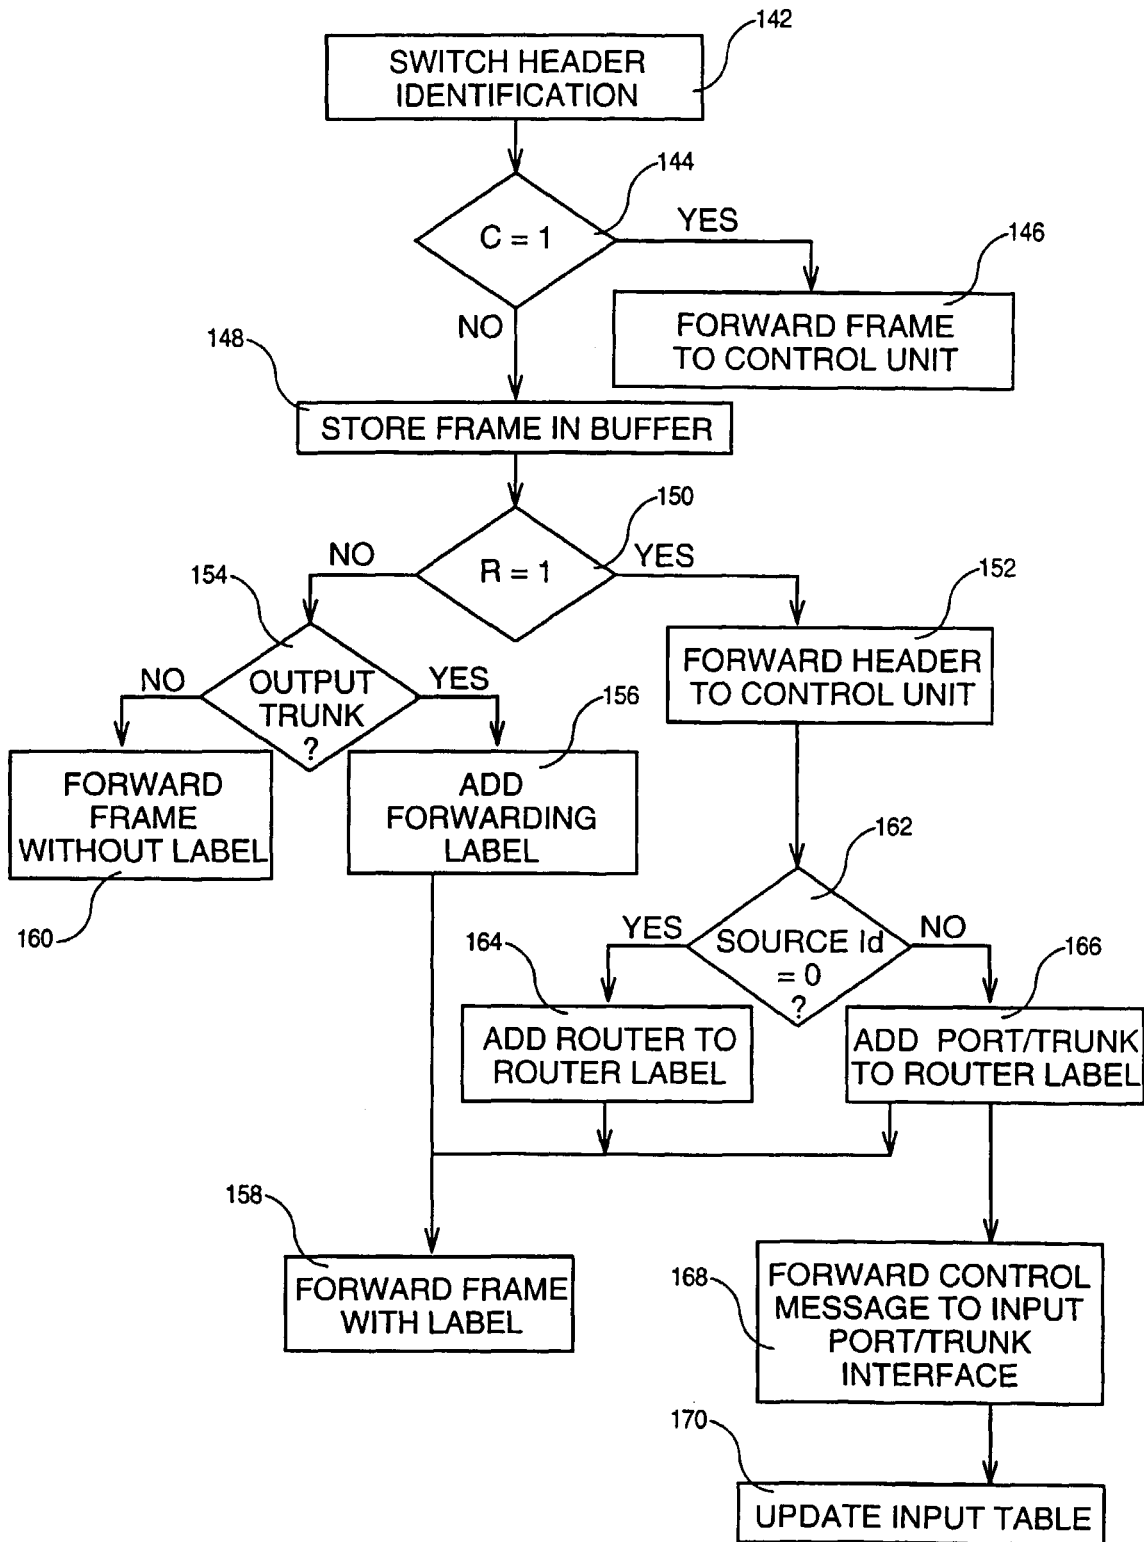 142
SWITCH HEADER
IDENTIFICATION
144
C = 1
YES
146
FORWARD FRAME
TO CONTROL UNIT
NO
148
STORE FRAME IN BUFFER
150
R = 1
NO
YES
154
152
OUTPUT
TRUNK
?
NO
YES
156
FORWARD HEADER
TO CONTROL UNIT
FORWARD
FRAME
WITHOUT LABEL
160
ADD
FORWARDING
LABEL
162
SOURCE Id
= 0
?
YES
NO
164
166
ADD ROUTER TO
ROUTER LABEL
ADD PORT/TRUNK
TO ROUTER LABEL
158
FORWARD FRAME
WITH LABEL
168
FORWARD CONTROL
MESSAGE TO INPUT
PORT/TRUNK
INTERFACE
170
UPDATE INPUT TABLE